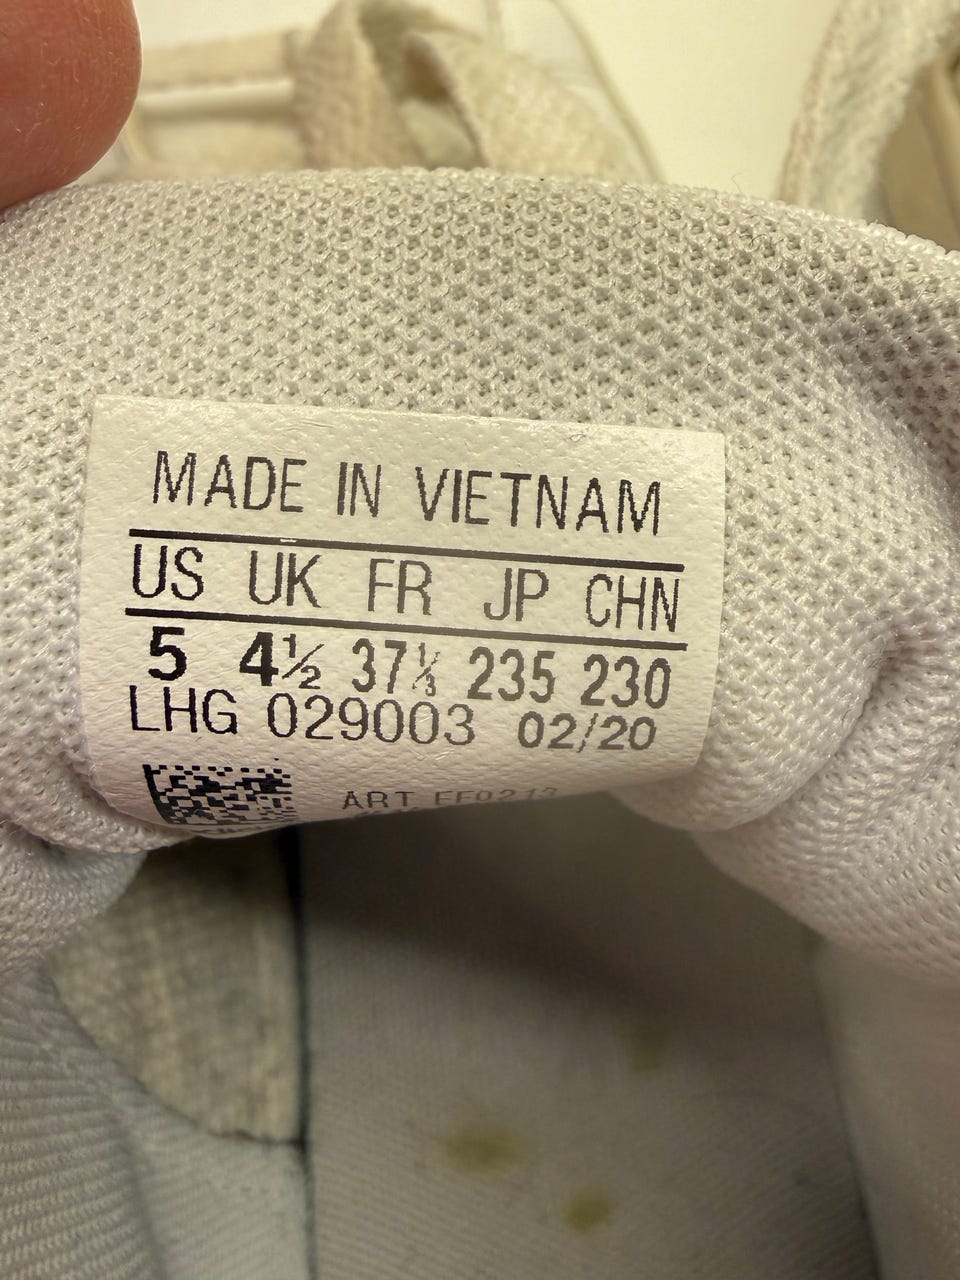 MADE IN VIETNAM
US UK FR JP CHN
5 4½ 37⅓ 235 230
LHG 029003 02/20
ART